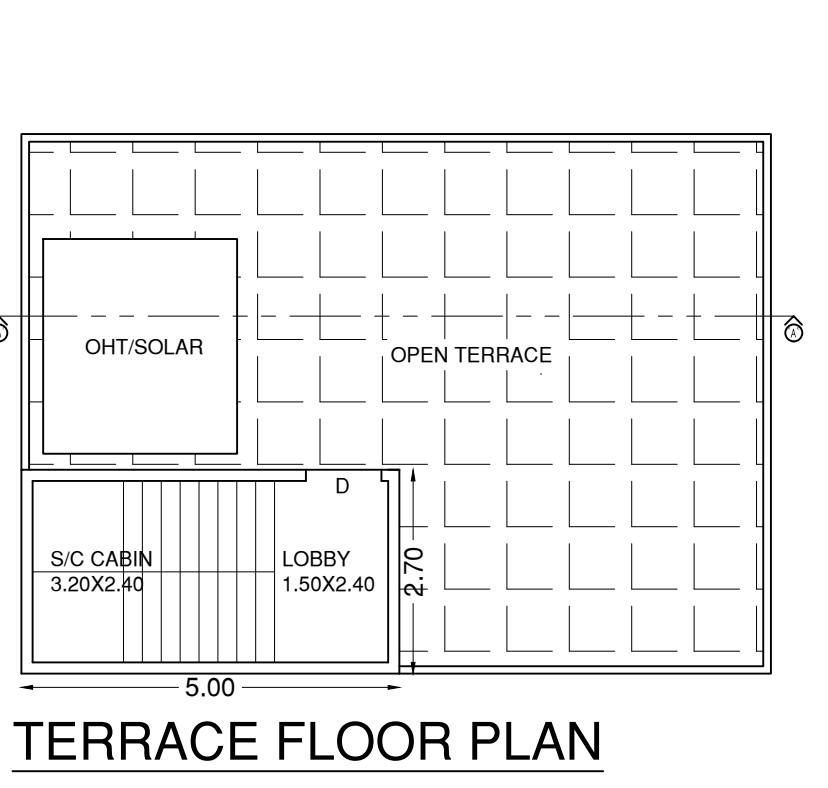 OHT/SOLAR
OPEN TERRACE
A
D
S/C CABIN
3.20X2.40
LOBBY
1.50X2.40
2.70
5.00
TERRACE FLOOR PLAN